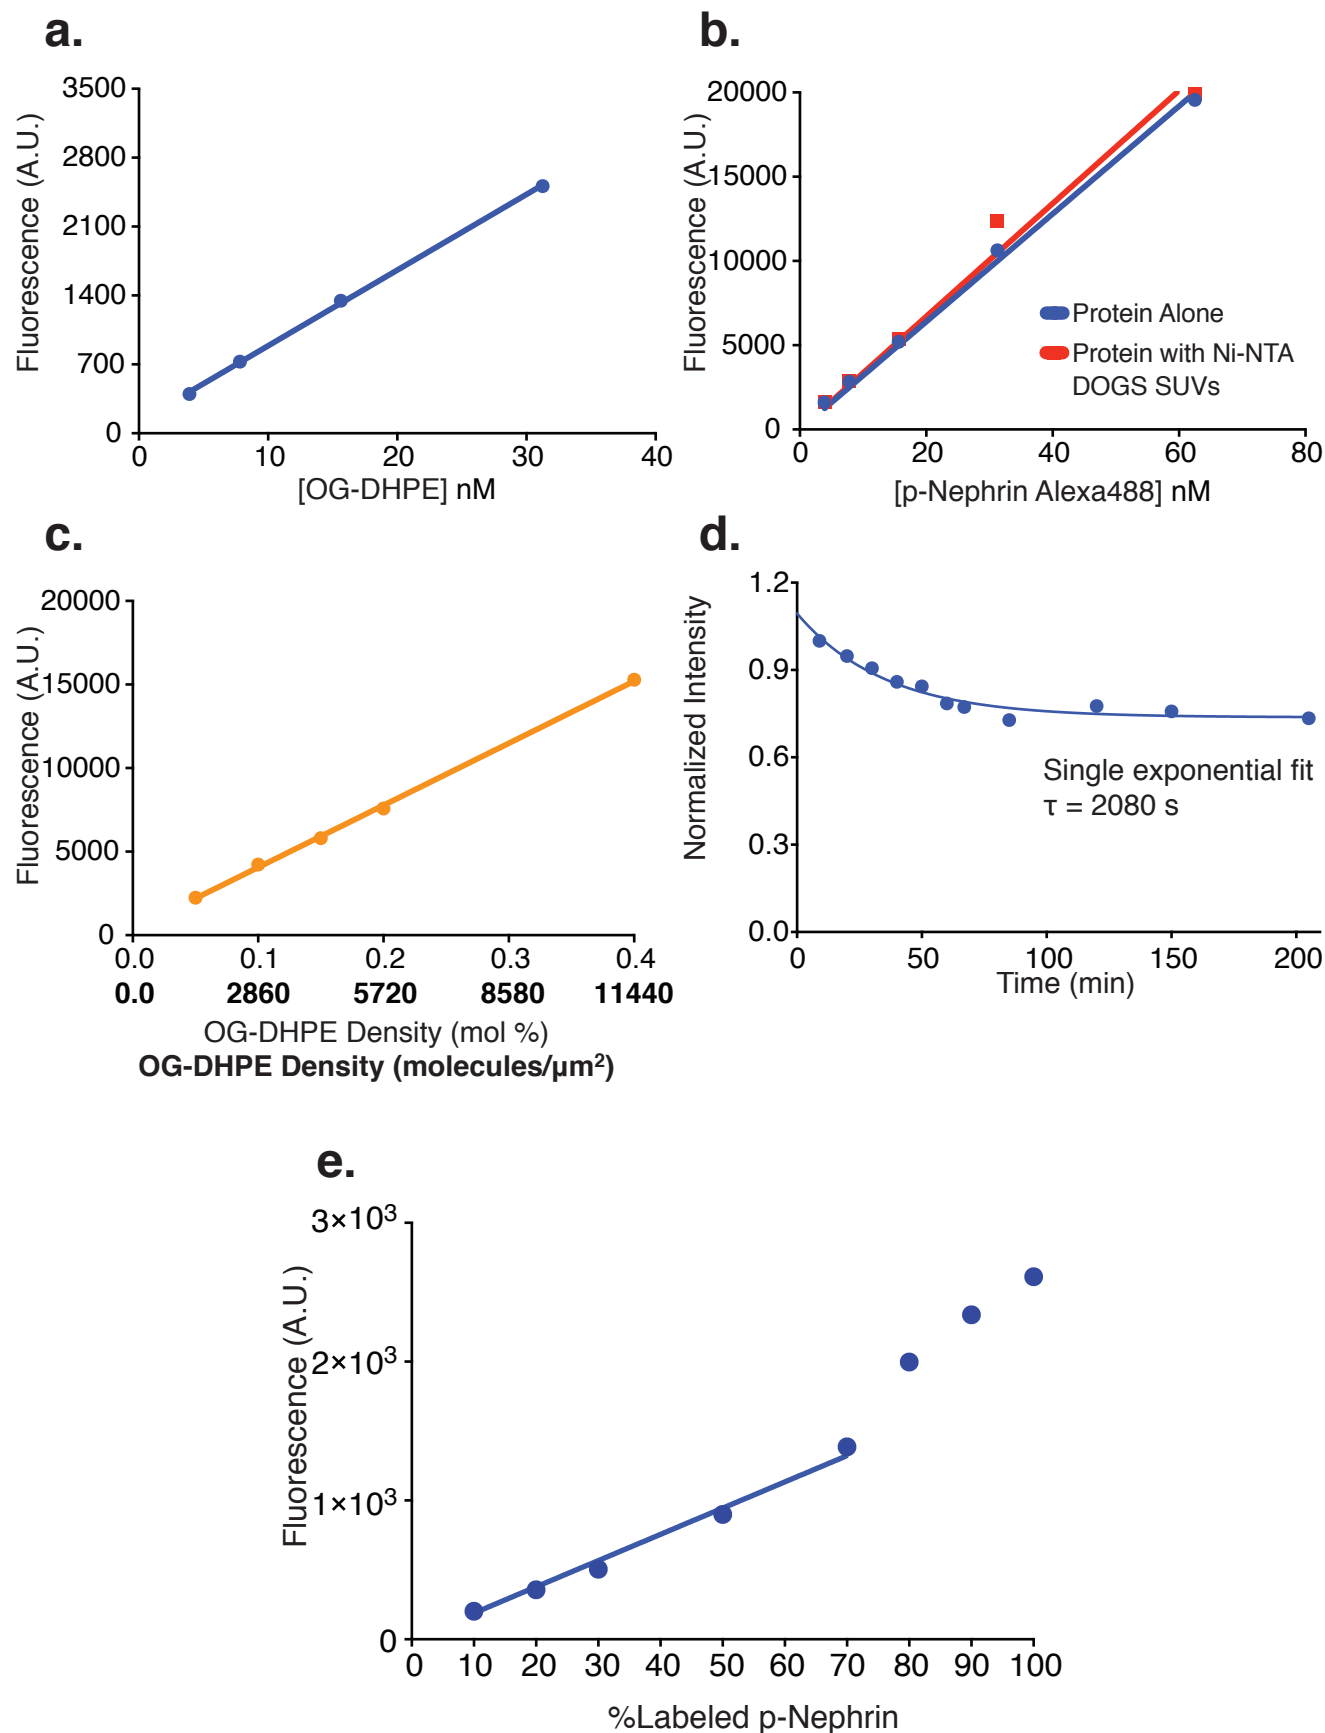 a.
3500
2800
2100
1400
700
0
0 10 20 30 40
Fluorescence (A.U.)
[OG-DHPE] nM
b.
20000
15000
10000
5000
0
0 20 40 60 80
Fluorescence (A.U.)
Protein Alone
Protein with Ni-NTA
DOGS SUVs
[p-Nephrin Alexa488] nM
c.
20000
15000
10000
5000
0
0.0 0.1 0.2 0.3 0.4
0.0 2860 5720 8580 11440
Fluorescence (A.U.)
OG-DHPE Density (mol %)
OG-DHPE Density (molecules/µm²)
d.
1.2
0.9
0.6
0.3
0.0
0 50 100 150 200
Normalized Intensity
Single exponential fit
τ = 2080 s
Time (min)
e.
3×10³
2×10³
1×10³
0
0 10 20 30 40 50 60 70 80 90 100
Fluorescence (A.U.)
%Labeled p-Nephrin